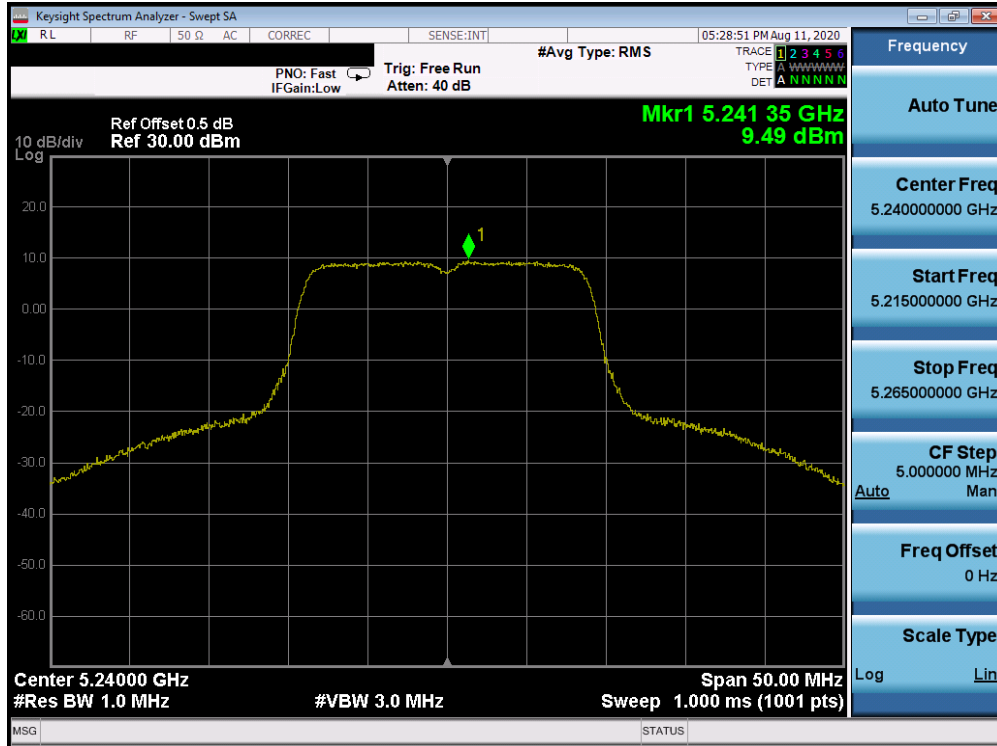 Keysight Spectrum Analyzer - Swept SA
LXI RL RF 50 Ω AC CORREC SENSE:INT 05:28:51 PM Aug 11, 2020
#Avg Type: RMS
TRACE 1 2 3 4 5 6
PNO: Fast Trig: Free Run
TYPE A WWWWW
IFGain:Low Atten: 40 dB
DET A N N N N N
Mkr1 5.241 35 GHz
9.49 dBm
Ref Offset 0.5 dB
10 dB/div Ref 30.00 dBm
Log
20.0
1
10.0
0.00
-10.0
-20.0
-30.0
-40.0
-50.0
-60.0
Center 5.24000 GHz Span 50.00 MHz
#Res BW 1.0 MHz #VBW 3.0 MHz Sweep 1.000 ms (1001 pts)
MSG STATUS
Frequency
Auto Tune
Center Freq
5.240000000 GHz
Start Freq
5.215000000 GHz
Stop Freq
5.265000000 GHz
CF Step
5.000000 MHz
Auto Man
Freq Offset
0 Hz
Scale Type
Log Lin